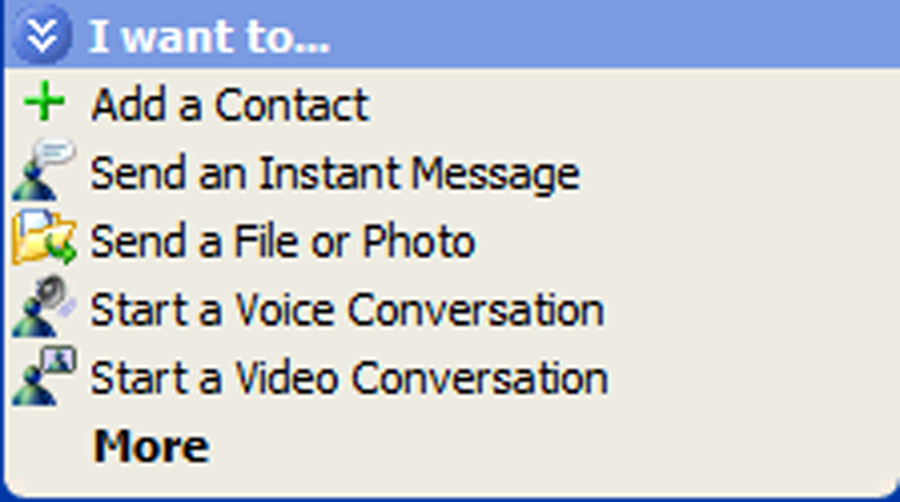 I want to...
Add a Contact
Send an Instant Message
Send a File or Photo
Start a Voice Conversation
Start a Video Conversation
More